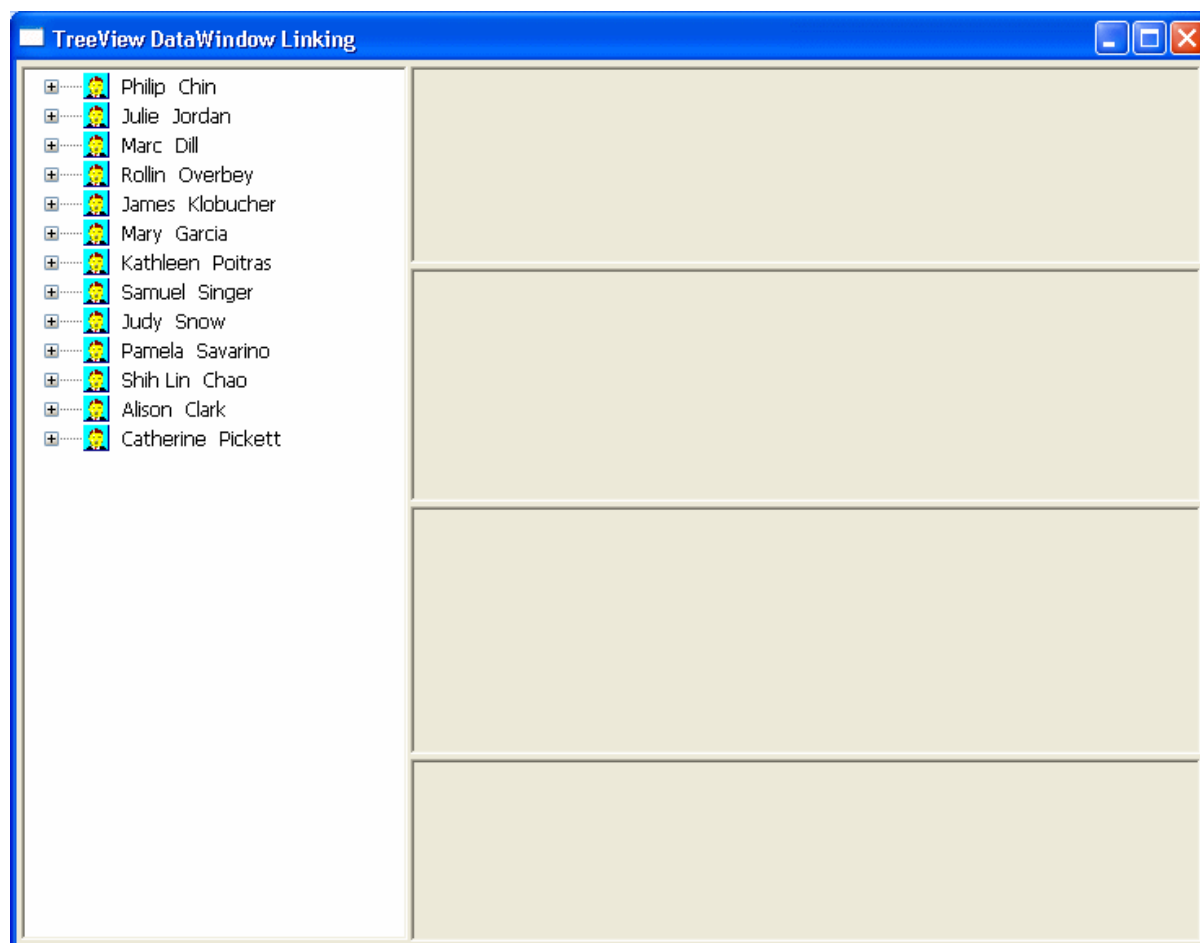 TreeView DataWindow Linking
Philip Chin
Julie Jordan
Marc Dill
Rollin Overbey
James Klobucher
Mary Garcia
Kathleen Poitras
Samuel Singer
Judy Snow
Pamela Savarino
Shih Lin Chao
Alison Clark
Catherine Pickett